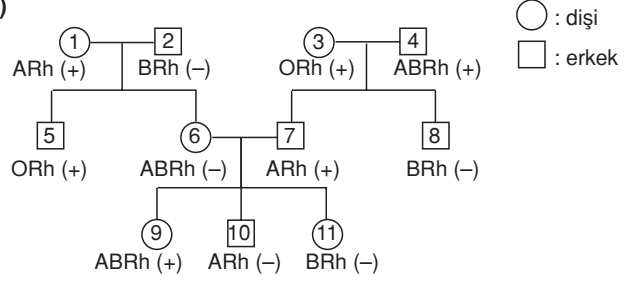 )
: dişi
: erkek
1 2 3 4
ARh (+) BRh (–) ORh (+) ABRh (+)
5 6 7 8
ORh (+) ABRh (–) ARh (+) BRh (–)
9 10 11
ABRh (+) ARh (–) BRh (–)